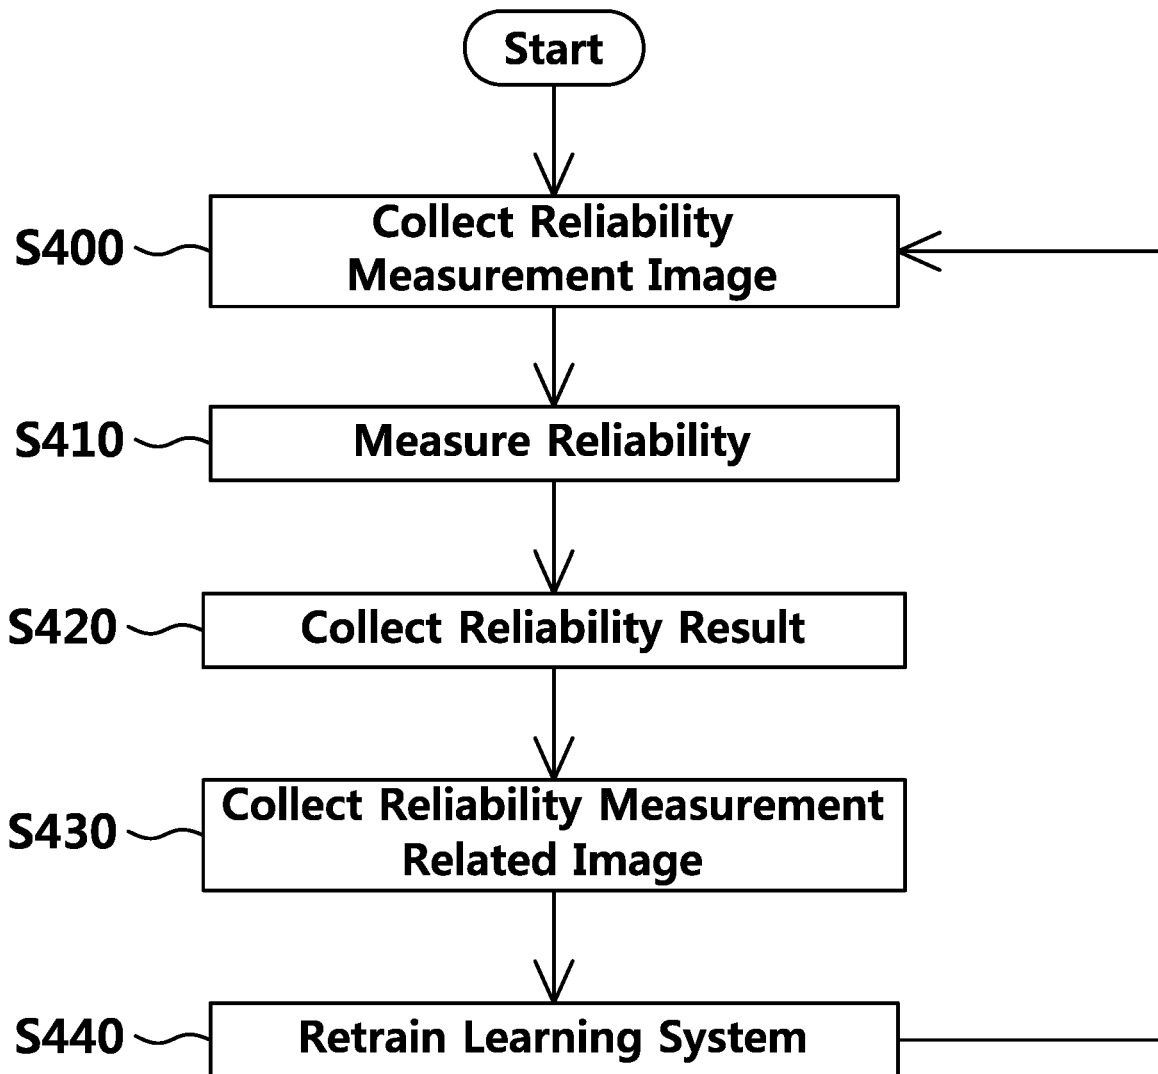 Start
S400
Collect Reliability
Measurement Image
S410
Measure Reliability
S420
Collect Reliability Result
S430
Collect Reliability Measurement
Related Image
S440
Retrain Learning System